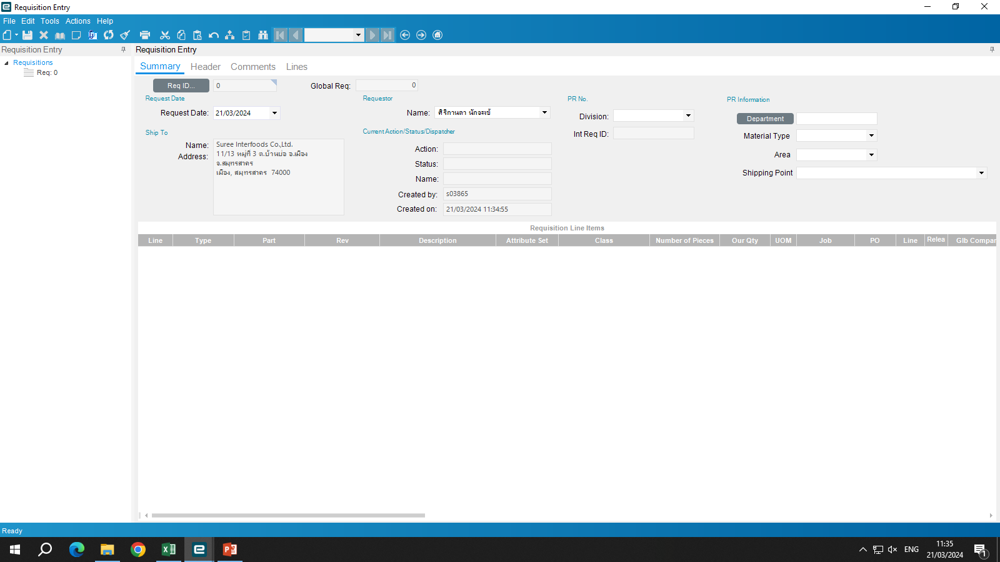 Requisition Entry
File Edit Tools Actions Help
Requisition Entry
Requisition Entry
Requisitions
Req: 0
Summary Header Comments Lines
Req ID... 0
Global Req: 0
Request Date
Requestor
PR No.
PR Information
Request Date: 21/03/2024
Name: ศิริกานดา นักจะเข้
Division:
Department
Int Req ID:
Material Type
Ship To
Current Action/Status/Dispatcher
Name: Suree Interfoods Co.,Ltd.
Address: 11/13 หมู่ที่ 3 ต.บ้านบ่อ อ.เมือง
จ.สมุทรสาคร
เมือง, สมุทรสาคร 74000
Action:
Status:
Name:
Created by: s03865
Created on: 21/03/2024 11:34:55
Area
Shipping Point
Requisition Line Items
Line Type Part Rev Description Attribute Set Class Number of Pieces Our Qty UOM Job PO Line Relea Glb Compar
Ready
ENG
11:35
21/03/2024
1